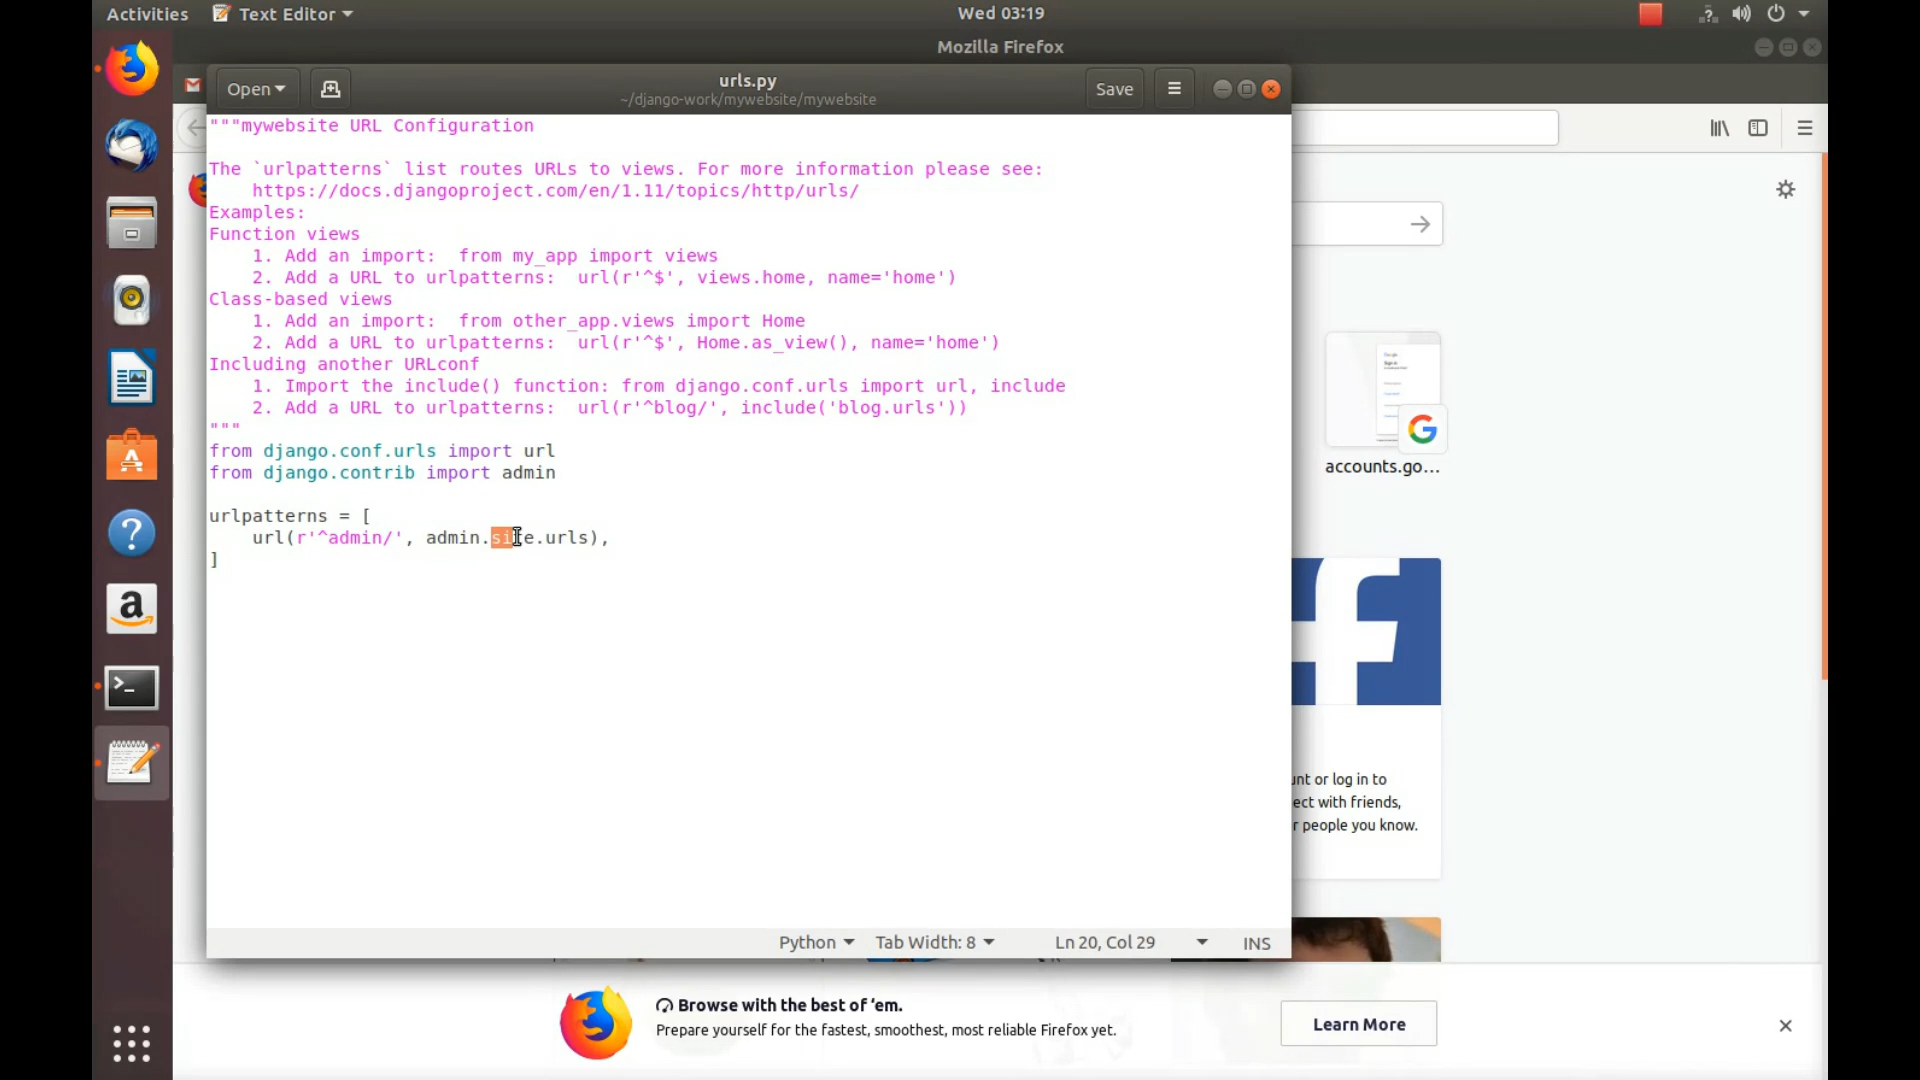 Activities
Text Editor
Wed 03:19
Mozilla Firefox
Open
urls.py
~/django-work/mywebsite/mywebsite
Save
"""mywebsite URL Configuration
The `urlpatterns` list routes URLs to views. For more information please see:
https://docs.djangoproject.com/en/1.11/topics/http/urls/
Examples:
Function views
1. Add an import:  from my_app import views
2. Add a URL to urlpatterns:  url(r'^$', views.home, name='home')
Class-based views
1. Add an import:  from other_app.views import Home
2. Add a URL to urlpatterns:  url(r'^$', Home.as_view(), name='home')
Including another URLconf
1. Import the include() function: from django.conf.urls import url, include
2. Add a URL to urlpatterns:  url(r'^blog/', include('blog.urls'))
"""
from django.conf.urls import url
from django.contrib import admin
urlpatterns = [
url(r'^admin/', admin.site.urls),
]
accounts.go...
unt or log in to
ect with friends,
r people you know.
Python
Tab Width: 8
Ln 20, Col 29
INS
Browse with the best of ‘em.
Prepare yourself for the fastest, smoothest, most reliable Firefox yet.
Learn More